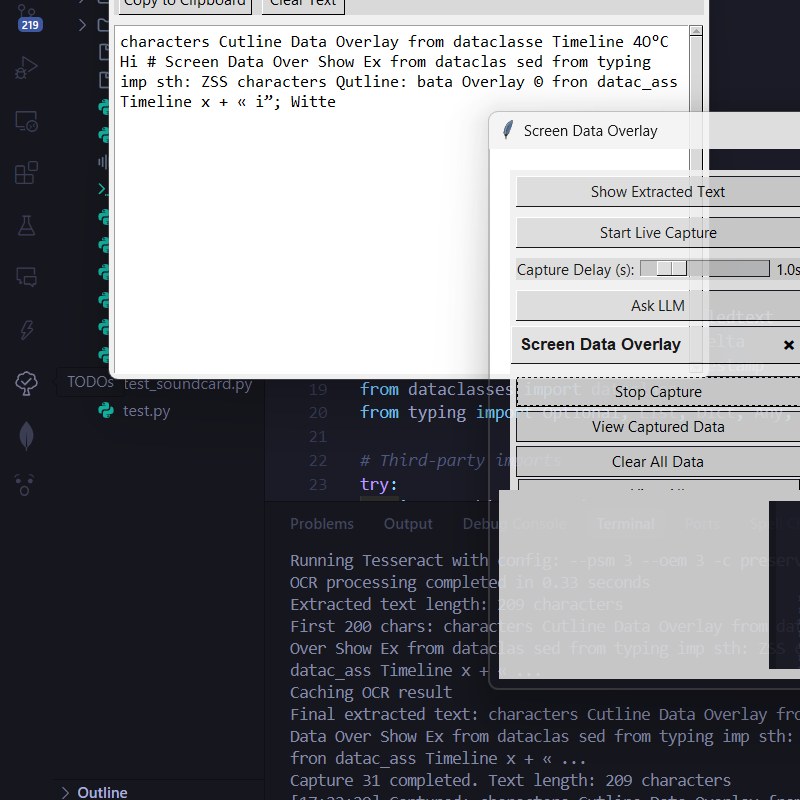 Copy to Clipboard Clear Text
219
characters Cutline Data Overlay from dataclasse Timeline 4O°C
Hi # Screen Data Over Show Ex from dataclas sed from typing
imp sth: ZSS characters Qutline: bata Overlay © fron datac_ass
Timeline x + « i”; Witte
Screen Data Overlay
Show Extracted Text
Start Live Capture
Capture Delay (s): 1.0s
Ask LLM
Screen Data Overlay ×
Stop Capture
View Captured Data
Clear All Data
TODOs
test_soundcard.py
test.py
19 from dataclasses import da
20 from typing import Optional, List, Dict, Any,
21
22 # Third-party imports
23 try:
Problems Output Debug Console Terminal Ports
Running Tesseract with config: --psm 3 --oem 3 -c preserv
OCR processing completed in 0.33 seconds
Extracted text length: 209 characters
First 200 chars: characters Cutline Data Overlay from dat
Over Show Ex from dataclas sed from typing imp sth: ZSS
datac_ass Timeline x + « ...
Caching OCR result
Final extracted text: characters Cutline Data Overlay fro
Data Over Show Ex from dataclas sed from typing imp sth:
fron datac_ass Timeline x + « ...
Capture 31 completed. Text length: 209 characters
Outline